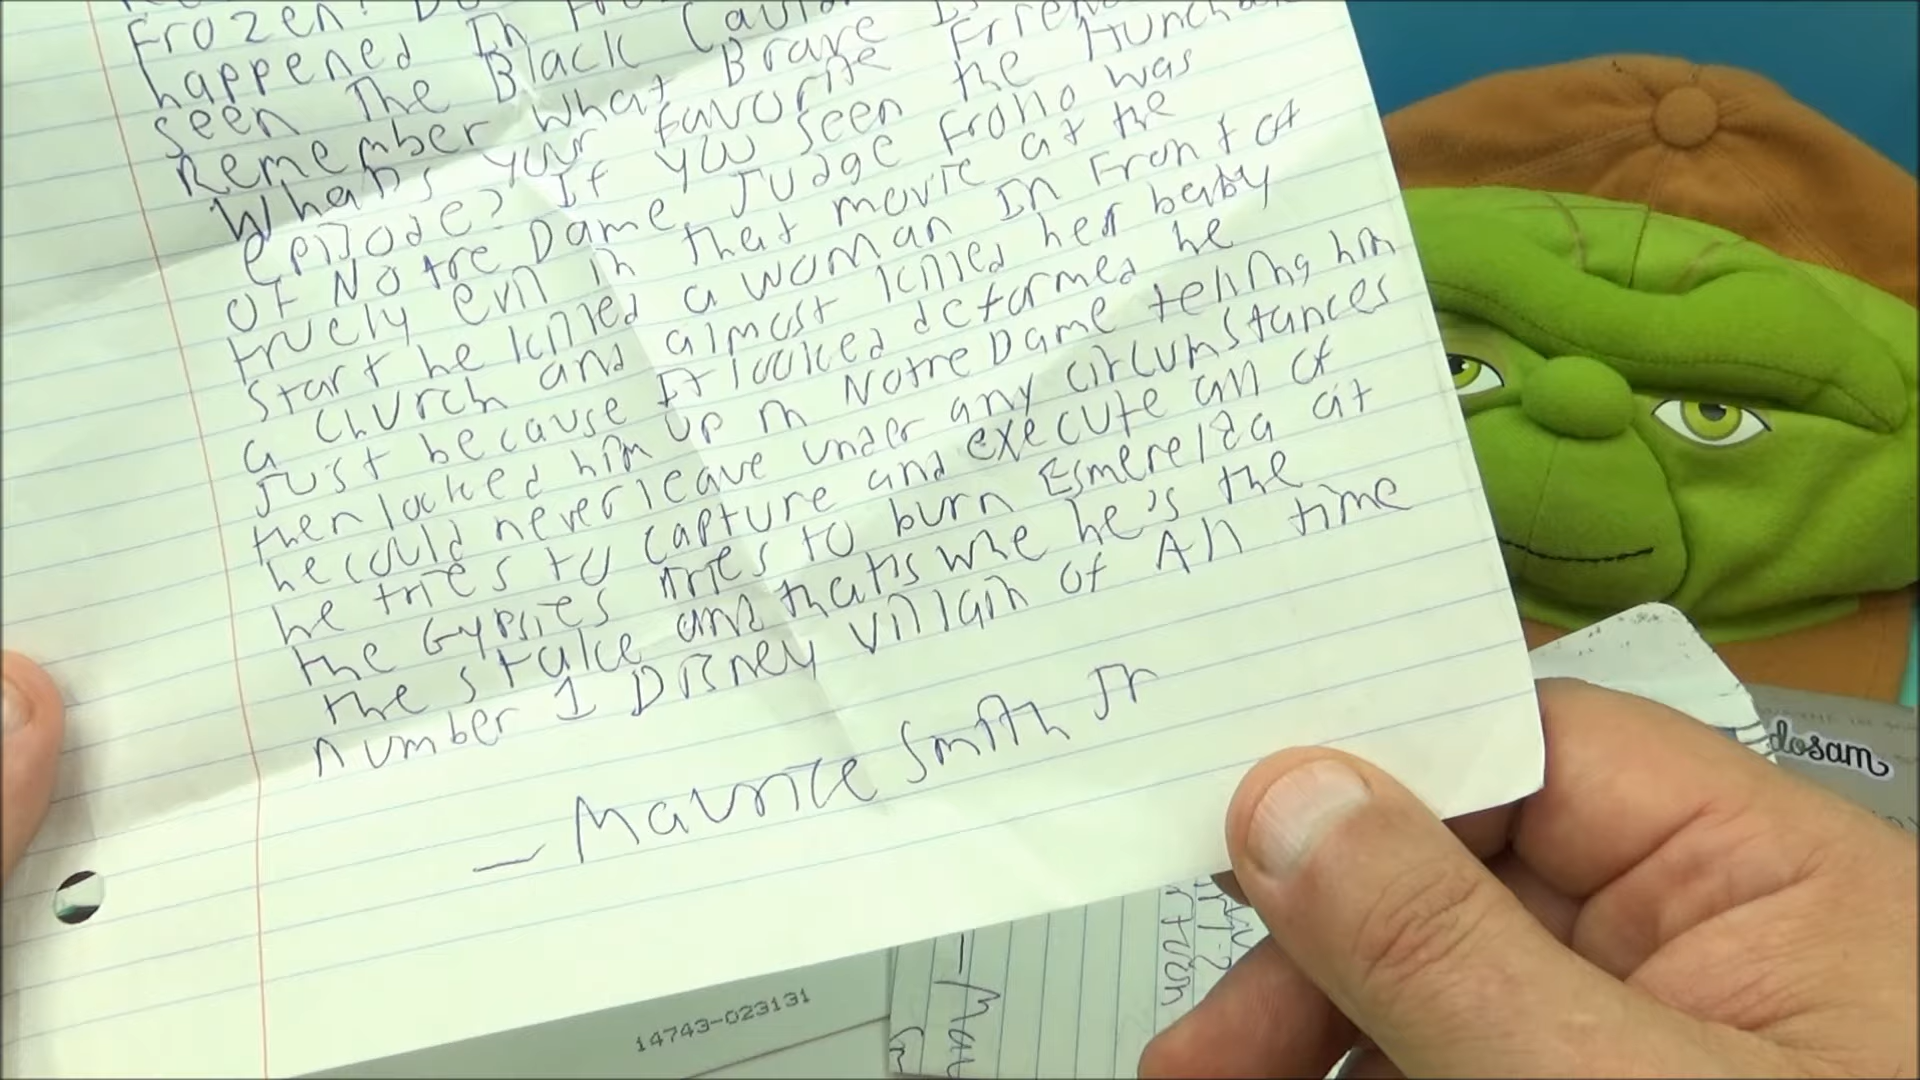 Frozen?
happened In
seen The Black
Remember What Brave Is
Whats your favorite Friends
episode? If you seen the Hunch
Of Notre Dame Judge Frollo was
truely evil in that movie at the
start he killed a woman In Front of
a church and almost killed her baby
Just because It looked deformed he
then locked him up in Notre Dame telling him
he could never leave under any circumstances
he tries to capture and execute all of
the Gypsies tries to burn Esmerelda at
the stake and thats whe he's the
number 1 Disney villain of All time
— Maurice Smith Jr
dosam
14743-023131